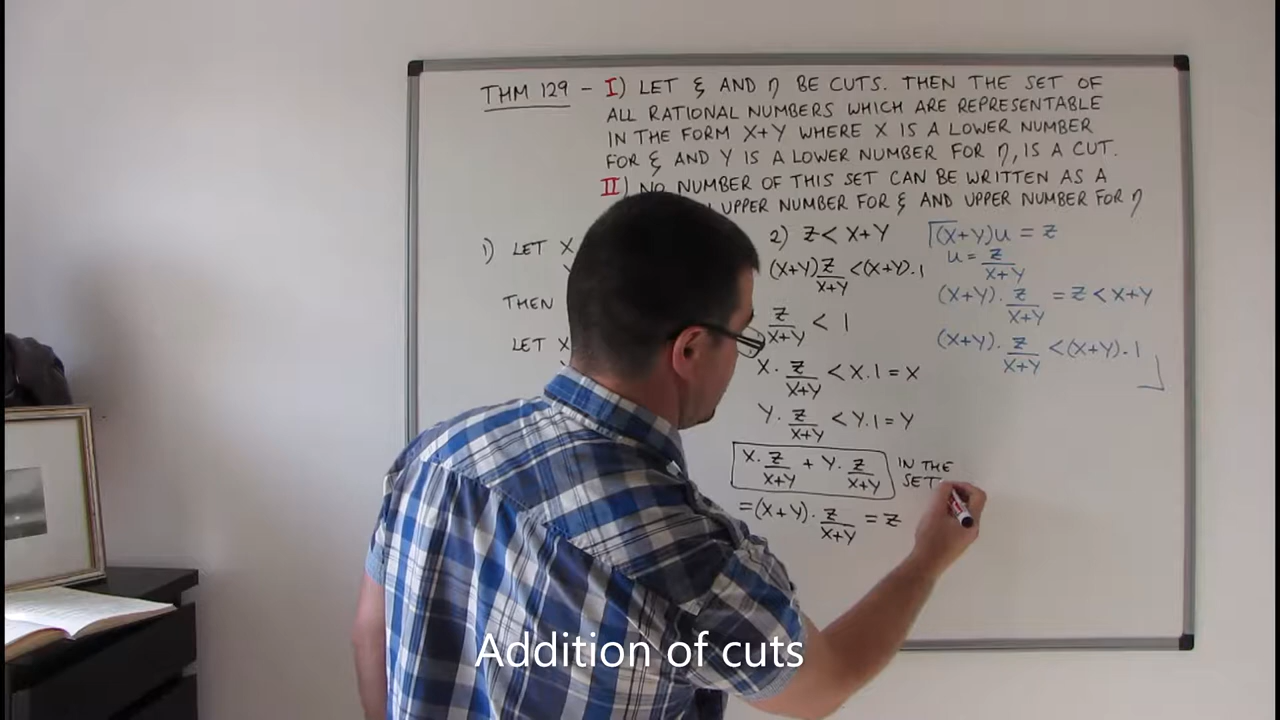 THM 129 - I) LET ξ AND η BE CUTS. THEN THE SET OF
ALL RATIONAL NUMBERS WHICH ARE REPRESENTABLE
IN THE FORM X+Y WHERE X IS A LOWER NUMBER
FOR ξ AND Y IS A LOWER NUMBER FOR η, IS A CUT.
II) NO NUMBER OF THIS SET CAN BE WRITTEN AS A
UPPER NUMBER FOR ξ AND UPPER NUMBER FOR η
1) LET X
THEN
LET X
2) Z < X+Y
(X+Y) Z/(X+Y) < (X+Y)·1
Z/(X+Y) < 1
X · Z/(X+Y) < X·1 = X
Y · Z/(X+Y) < Y·1 = Y
X · Z/(X+Y) + Y · Z/(X+Y) IN THE
SET
= (X+Y) · Z/(X+Y) = Z
(X+Y)U = Z
U = Z/(X+Y)
(X+Y) · Z/(X+Y) = Z < X+Y
(X+Y) · Z/(X+Y) < (X+Y)·1
Addition of cuts